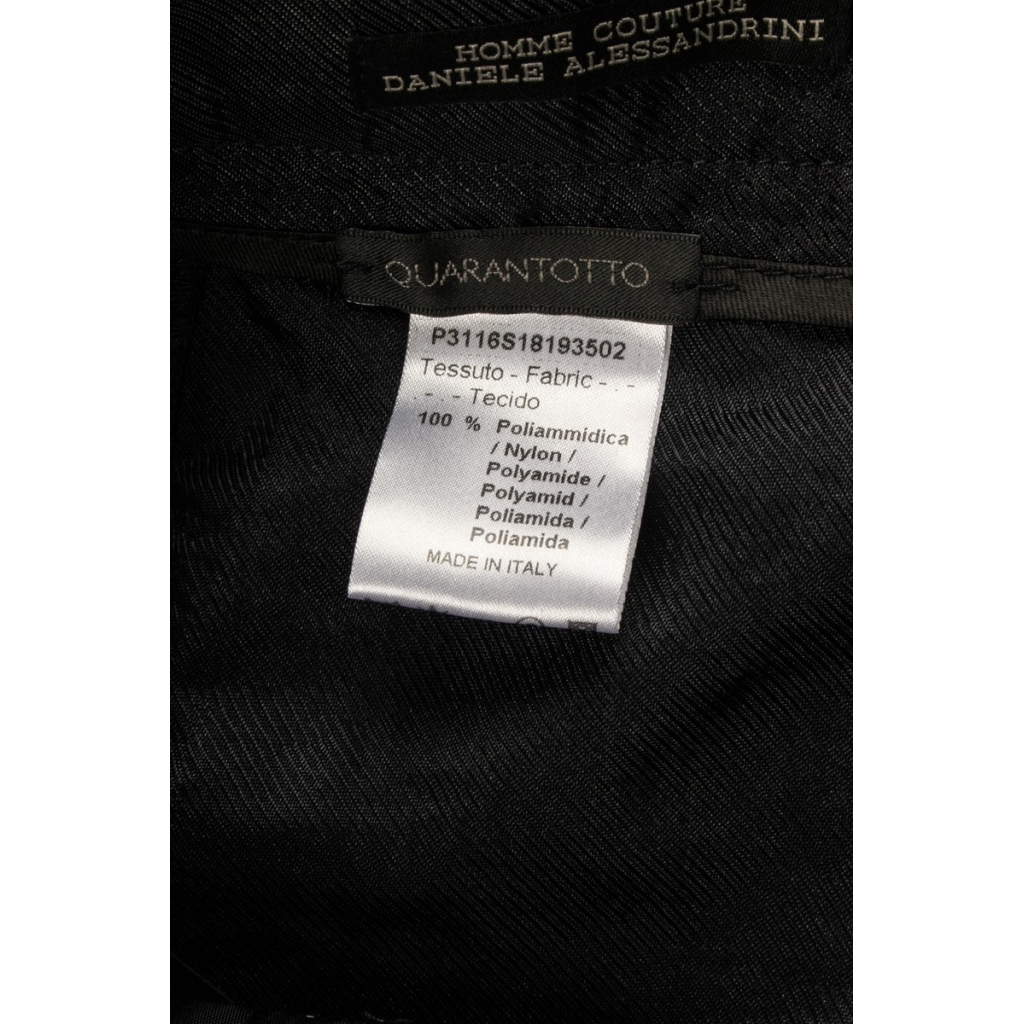 HOMME COUTURE
DANIELE ALESSANDRINI
QUARANTOTTO
P3116S18193502
Tessuto - Fabric - . -
. - . - Tecido
100 % Poliammidica
/ Nylon /
Polyamide /
Polyamid /
Poliamida /
Poliamida
MADE IN ITALY